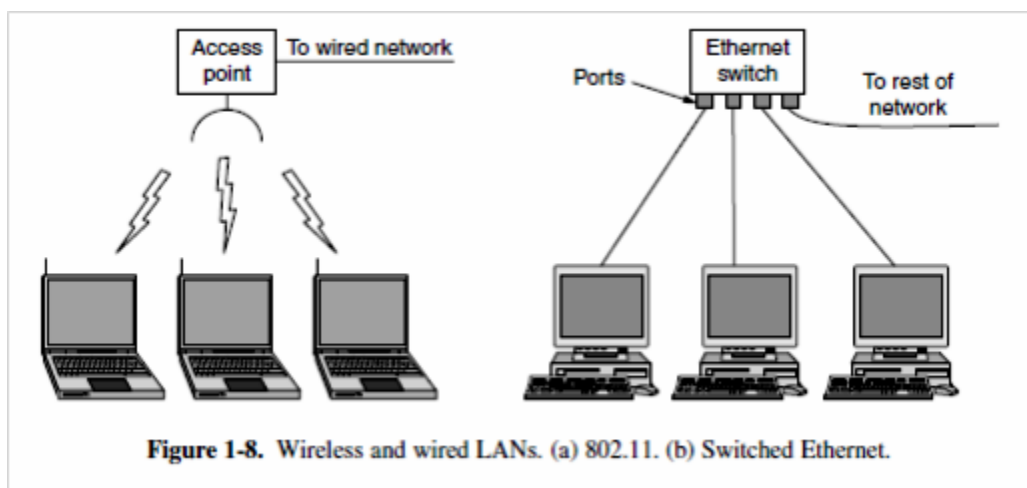 Access
point
To wired network
Ethernet
switch
Ports
To rest of
network
Figure 1-8. Wireless and wired LANs. (a) 802.11. (b) Switched Ethernet.